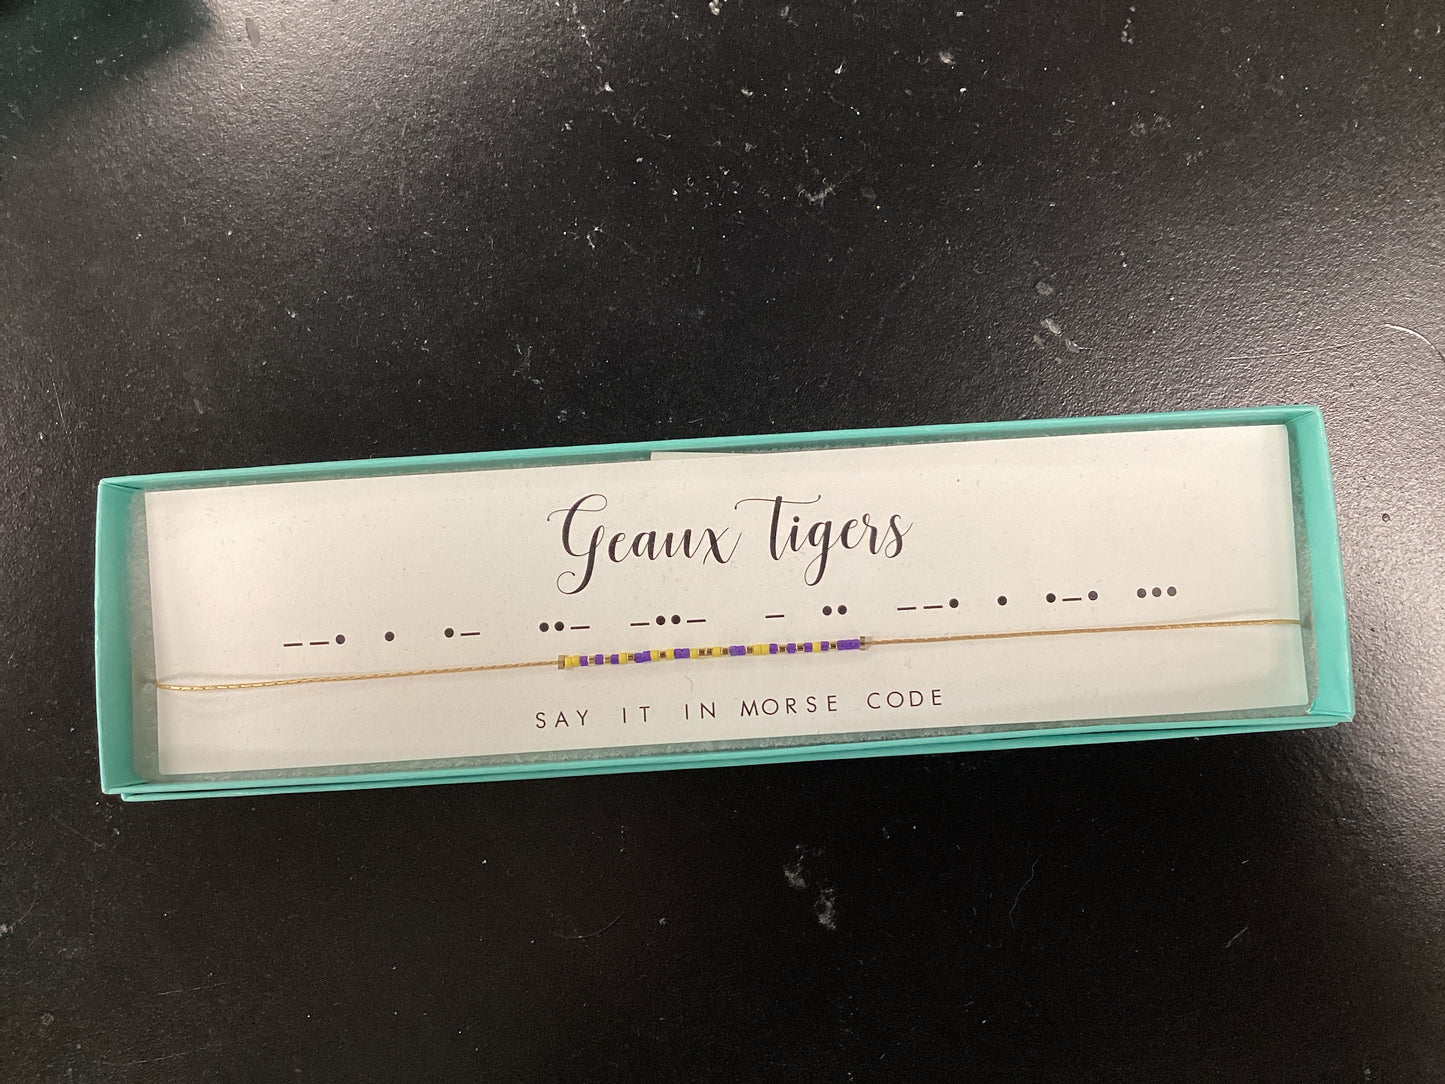 Geaux Tigers
– – • • • – • • – – • • – – • • – – • • • – • • • •
SAY IT IN MORSE CODE